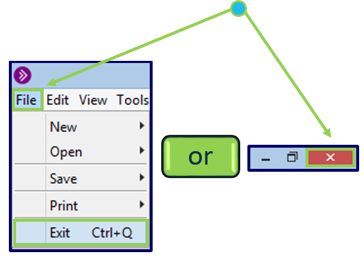 File Edit View Tools
New
Open
Save
or
Print
Exit Ctrl+Q